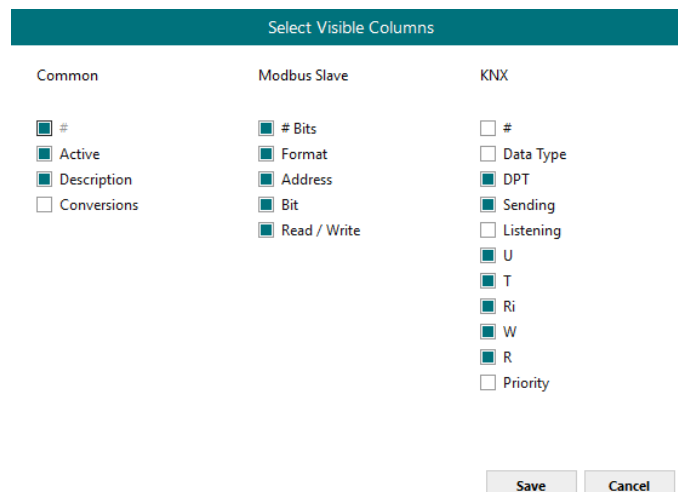 Select Visible Columns
Common
#
Active
Description
Conversions
Modbus Slave
# Bits
Format
Address
Bit
Read / Write
KNX
#
Data Type
DPT
Sending
Listening
U
T
Ri
W
R
Priority
Save
Cancel